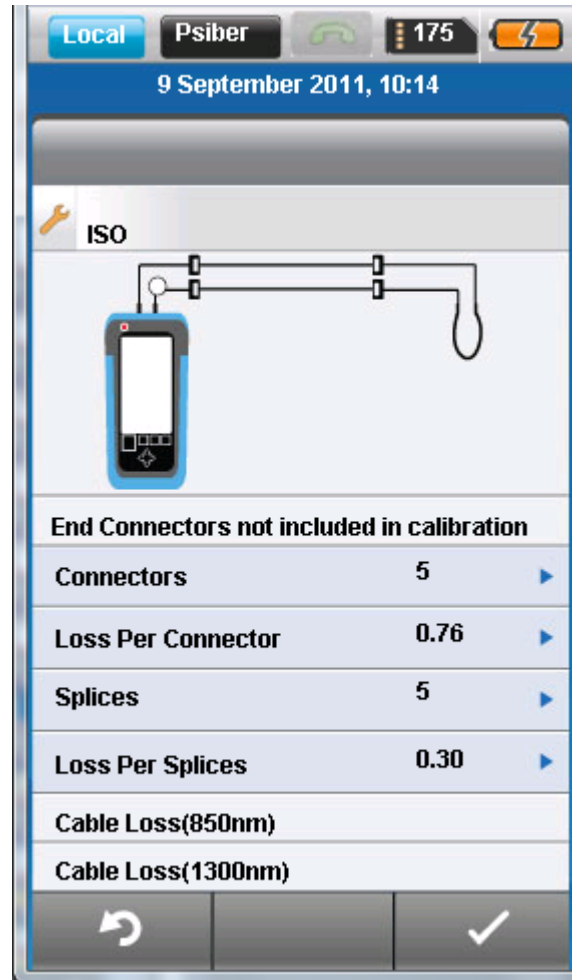 Local Psiber 175
9 September 2011, 10:14
ISO
End Connectors not included in calibration
Connectors 5
Loss Per Connector 0.76
Splices 5
Loss Per Splices 0.30
Cable Loss(850nm)
Cable Loss(1300nm)